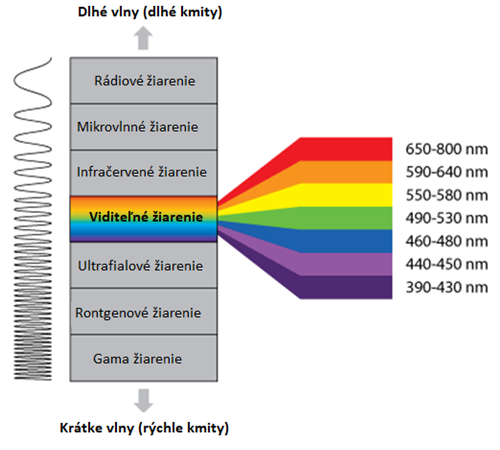 Dlhé vlny (dlhé kmity)
Rádiové žiarenie
Mikrovlnné žiarenie
Infračervené žiarenie
Viditeľné žiarenie
Ultrafialové žiarenie
Rontgenové žiarenie
Gama žiarenie
Krátke vlny (rýchle kmity)
650-800 nm
590-640 nm
550-580 nm
490-530 nm
460-480 nm
440-450 nm
390-430 nm